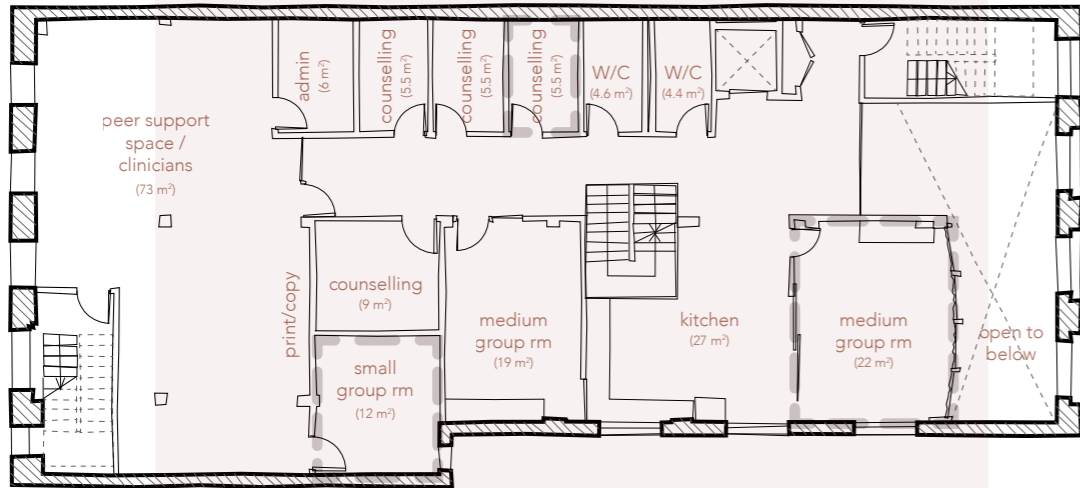 admin
(6 m²)
counselling
(5.5 m²)
counselling
(5.5 m²)
counselling
(5.5 m²)
W/C
(4.6 m²)
W/C
(4.4 m²)
peer support
space /
clinicians
(73 m²)
print/copy
counselling
(9 m²)
small
group rm
(12 m²)
medium
group rm
(19 m²)
kitchen
(27 m²)
medium
group rm
(22 m²)
open to
below